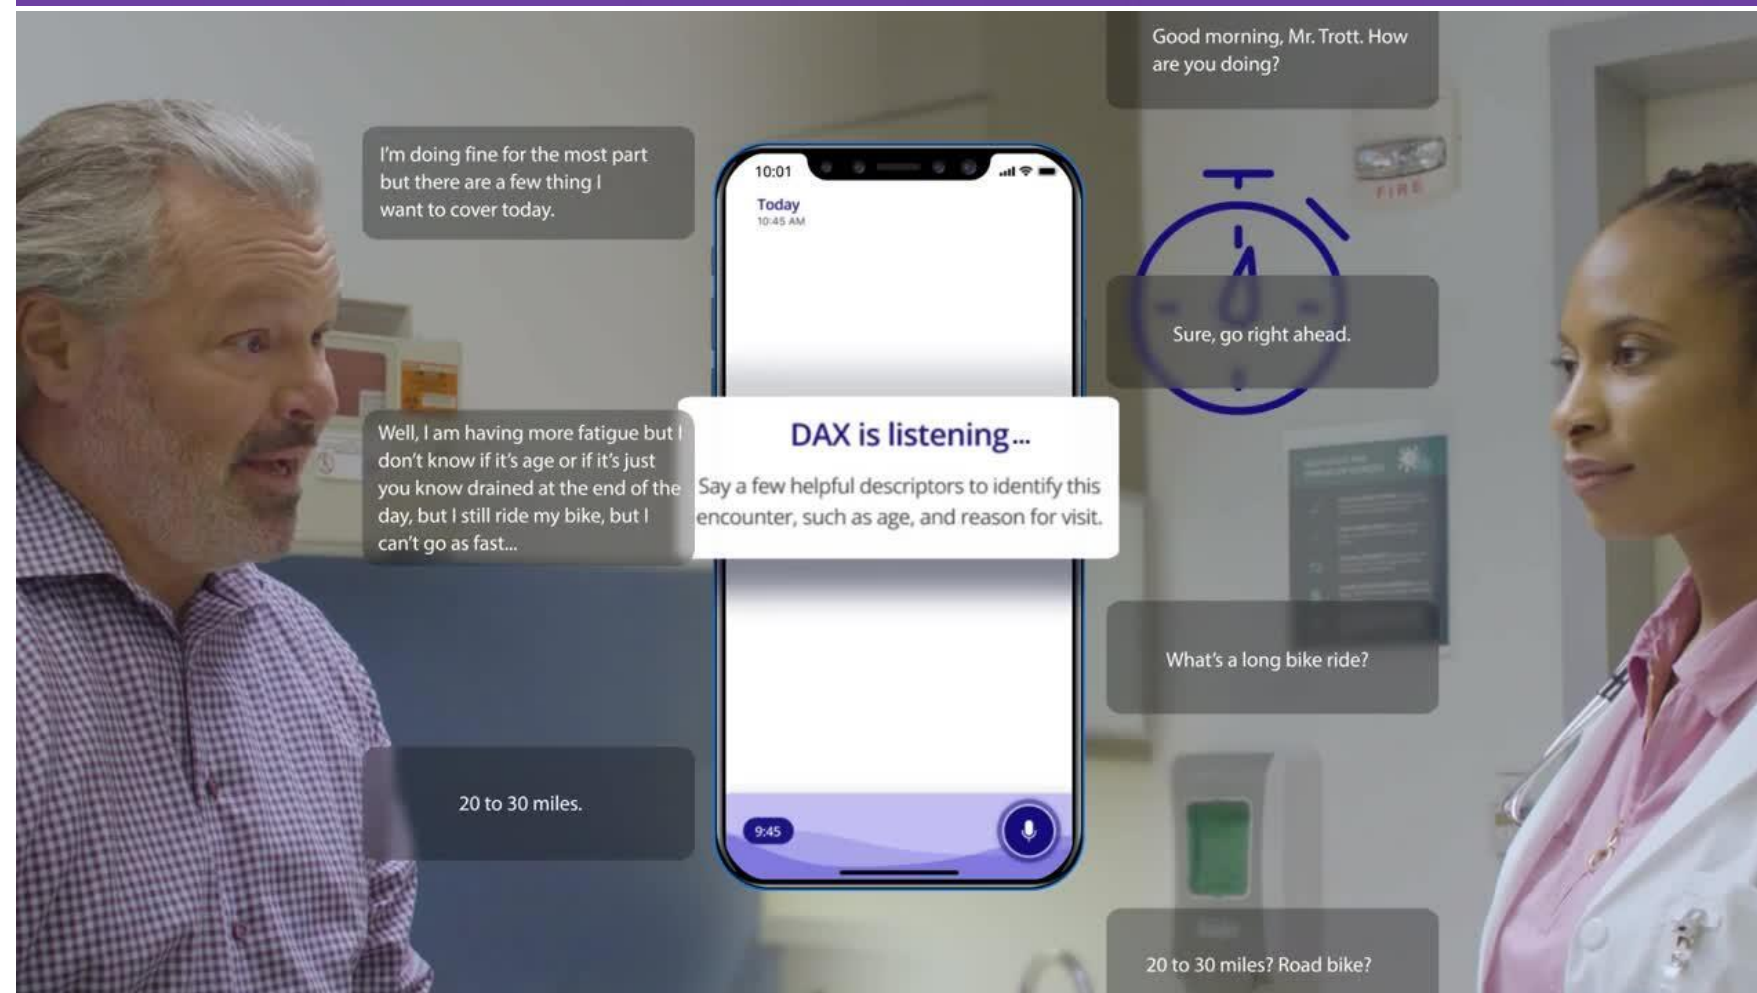 Good morning, Mr. Trott. How
are you doing?
I'm doing fine for the most part
but there are a few thing I
want to cover today.
10:01
Today
10:45 AM
FIRE
Sure, go right ahead.
Well, I am having more fatigue but I
don't know if it's age or if it's just
you know drained at the end of the
day, but I still ride my bike, but I
can't go as fast...
DAX is listening...
Say a few helpful descriptors to identify this
encounter, such as age, and reason for visit.
What's a long bike ride?
20 to 30 miles.
9:45
20 to 30 miles? Road bike?